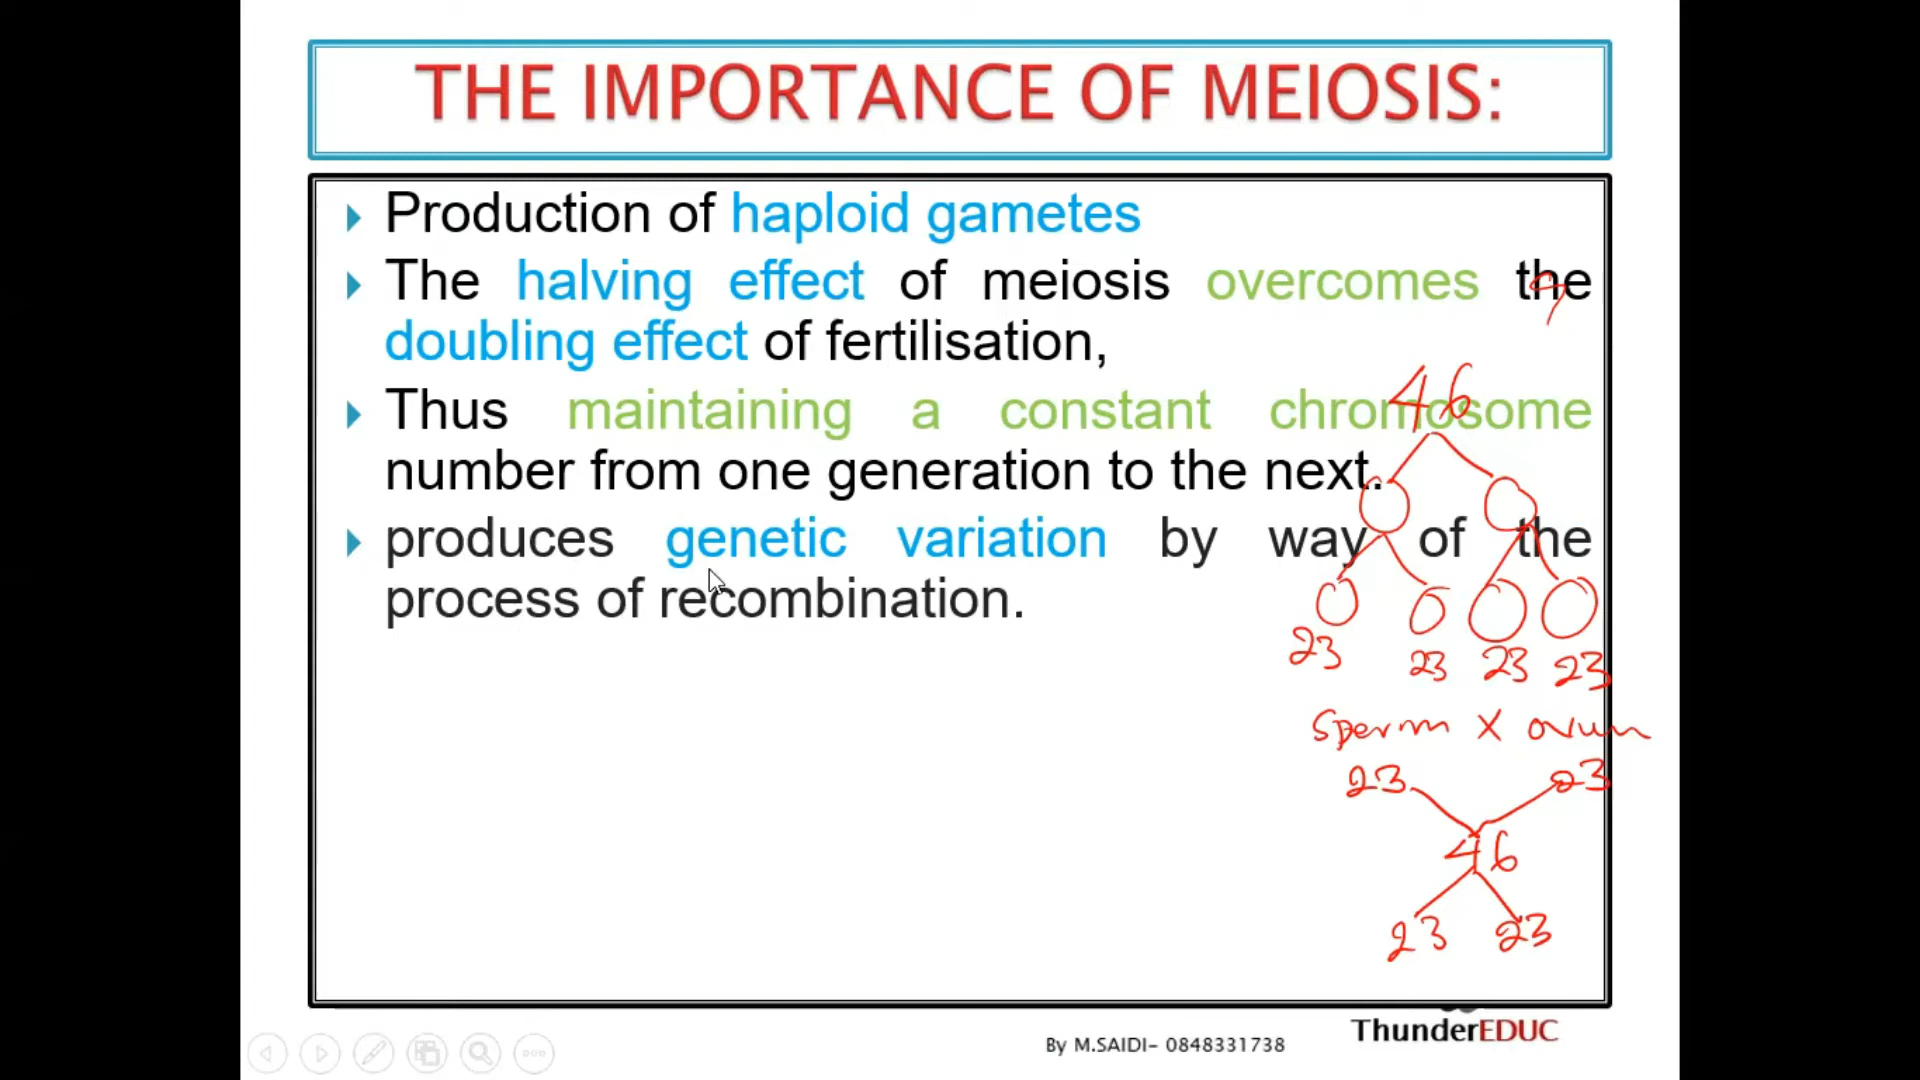 THE IMPORTANCE OF MEIOSIS:
Production of haploid gametes
The halving effect of meiosis overcomes the
doubling effect of fertilisation,
Thus maintaining a constant chromosome
number from one generation to the next.
produces genetic variation by way of the
process of recombination.
46
23 23 23 23
Sperm X ovum
23 23
46
23 23
By M.SAIDI- 0848331738
ThunderEDUC